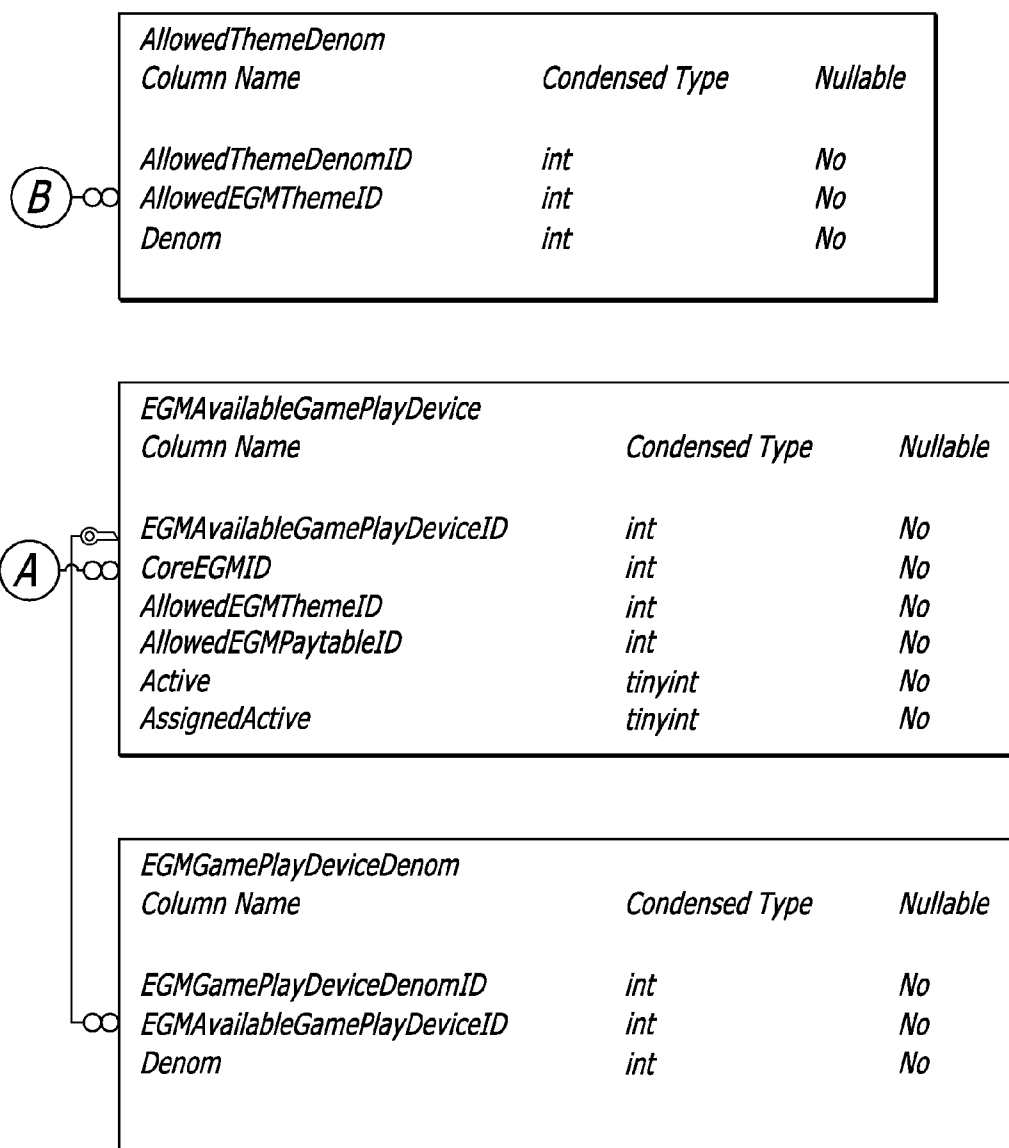 AllowedThemeDenom
Column Name Condensed Type Nullable
AllowedThemeDenomID int No
B AllowedEGMThemeID int No
Denom int No
EGMAvailableGamePlayDevice
Column Name Condensed Type Nullable
EGMAvailableGamePlayDeviceID int No
A CoreEGMID int No
AllowedEGMThemeID int No
AllowedEGMPaytableID int No
Active tinyint No
AssignedActive tinyint No
EGMGamePlayDeviceDenom
Column Name Condensed Type Nullable
EGMGamePlayDeviceDenomID int No
EGMAvailableGamePlayDeviceID int No
Denom int No